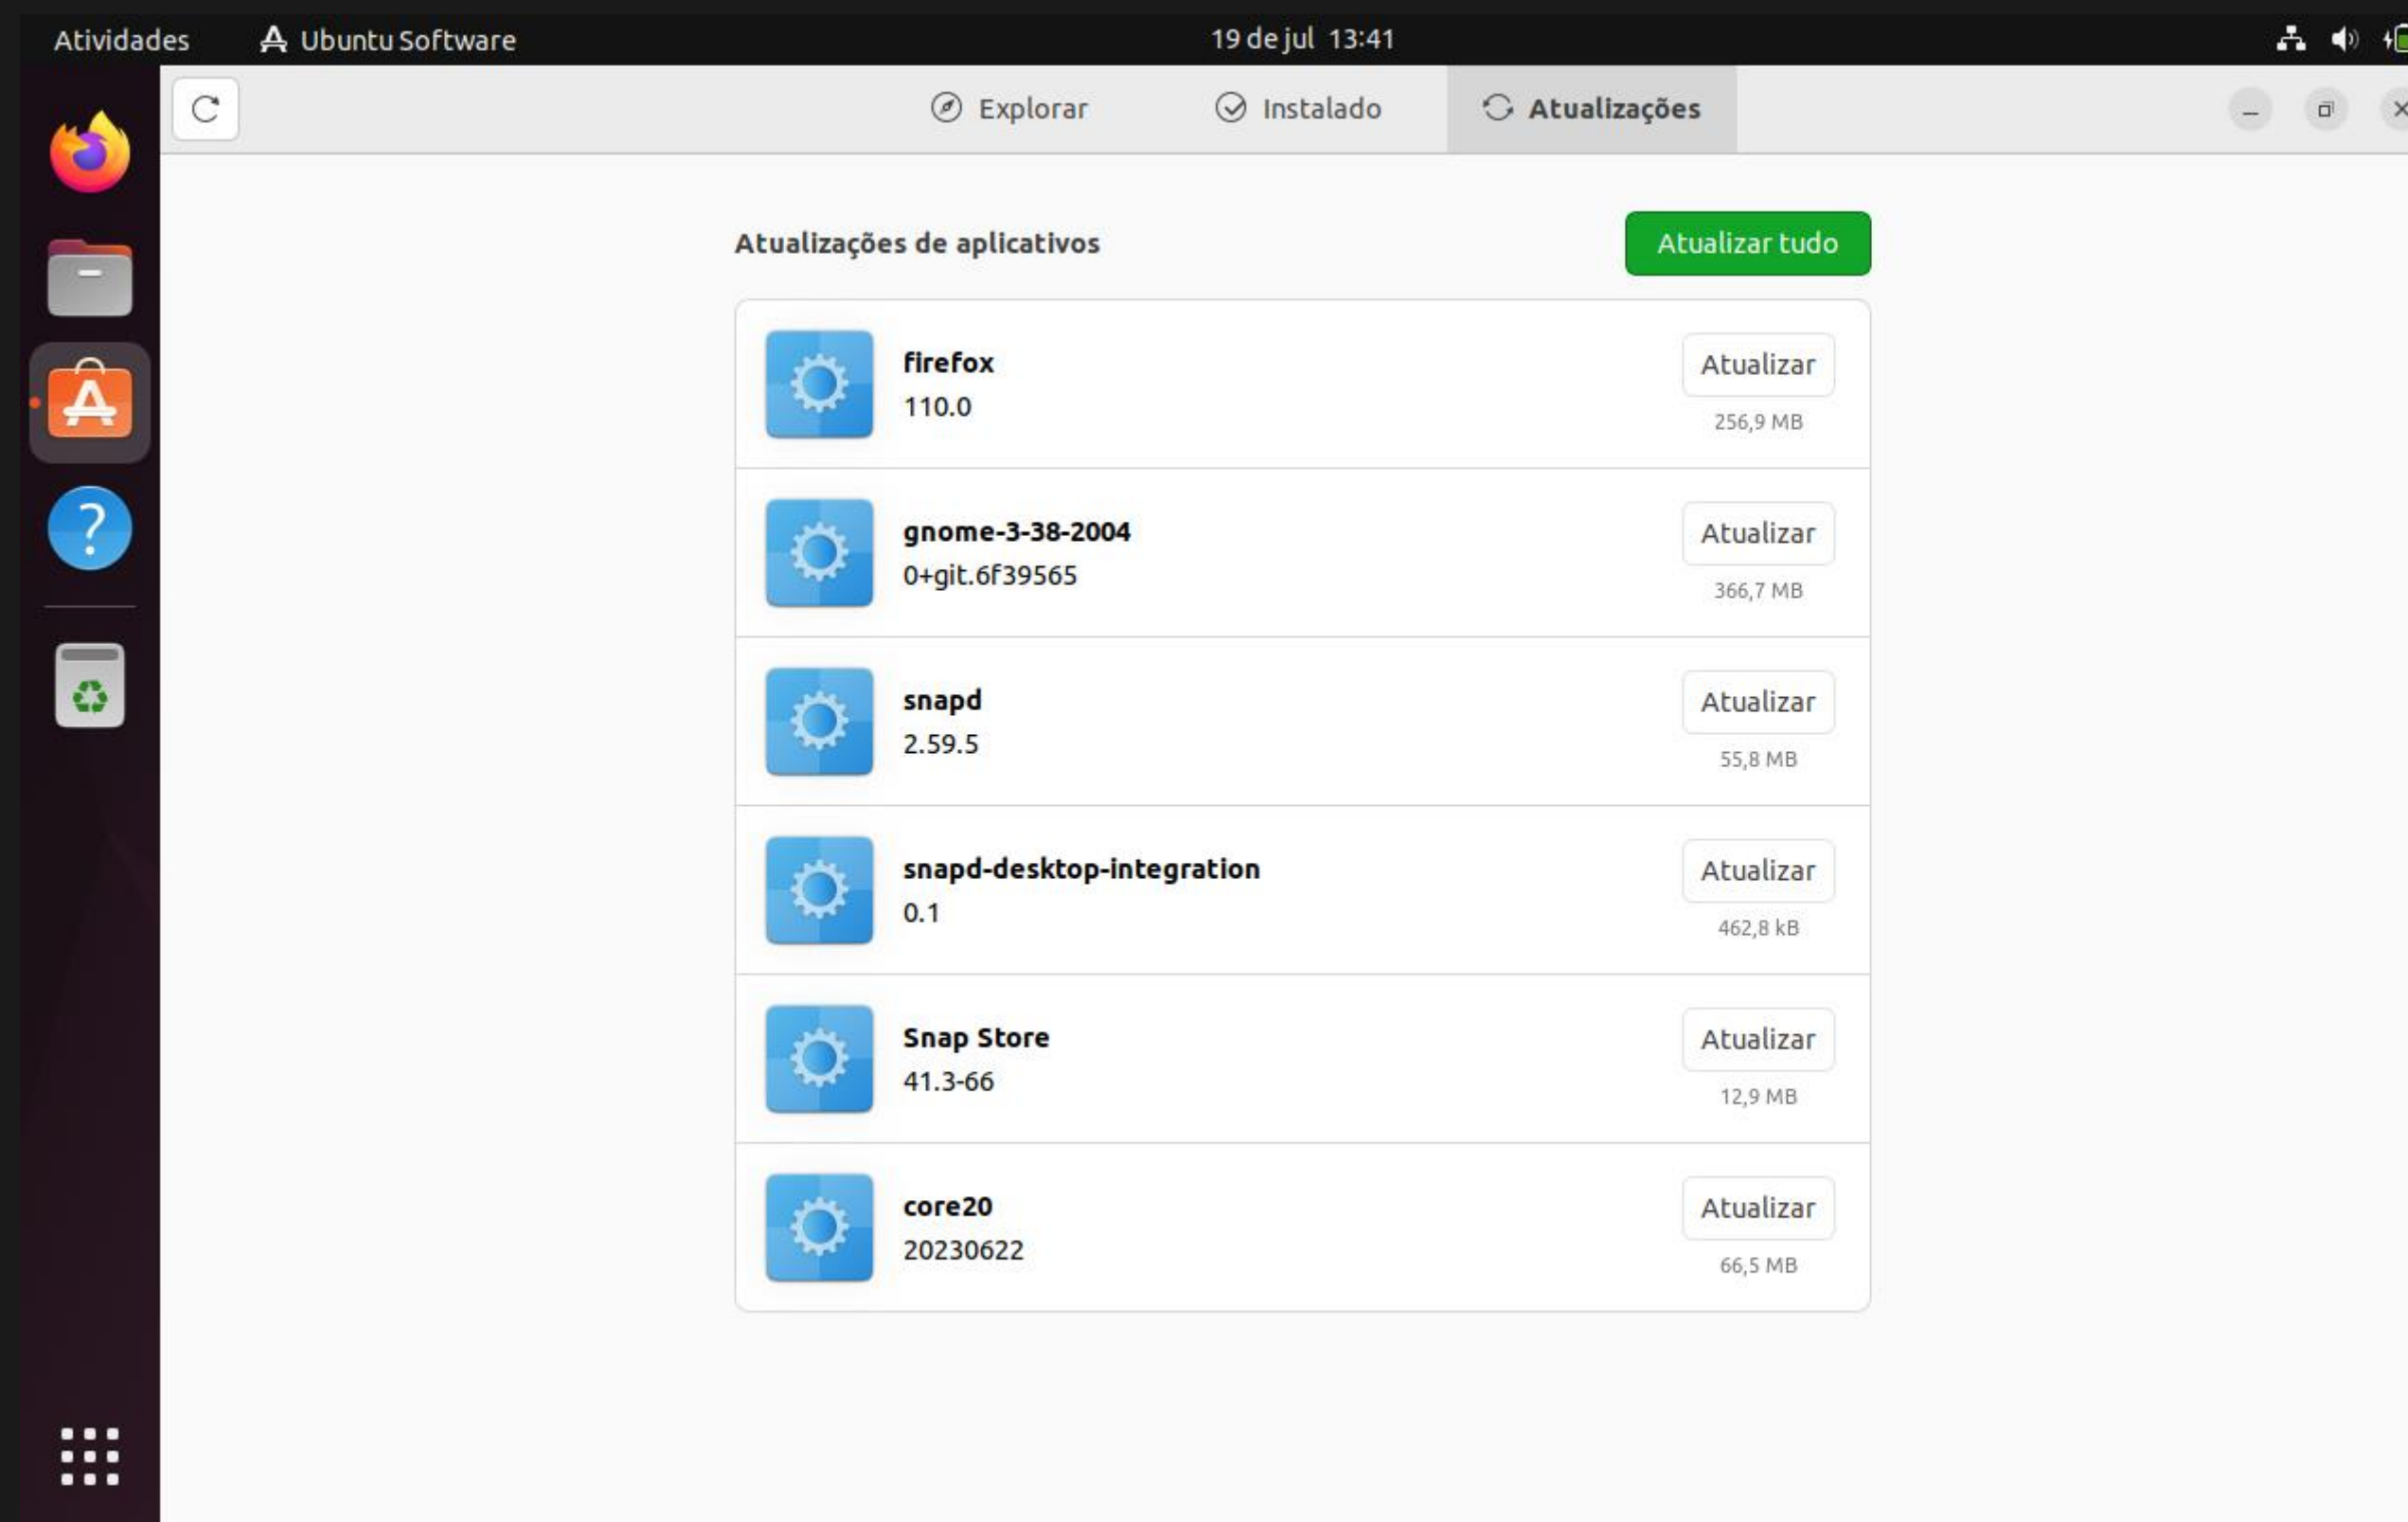 Atividades Ubuntu Software 19 de jul 13:41
Explorar Instalado Atualizações
Atualizações de aplicativos Atualizar tudo
firefox Atualizar
110.0 256,9 MB
gnome-3-38-2004 Atualizar
0+git.6f39565 366,7 MB
snapd Atualizar
2.59.5 55,8 MB
snapd-desktop-integration Atualizar
0.1 462,8 kB
Snap Store Atualizar
41.3-66 12,9 MB
core20 Atualizar
20230622 66,5 MB